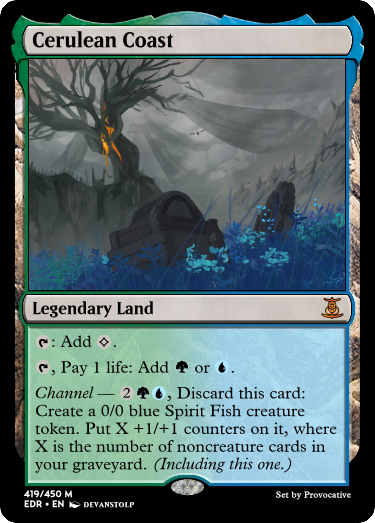 Cerulean Coast
Legendary Land
: Add .
, Pay 1 life: Add or .
Channel — 2 , Discard this card:
Create a 0/0 blue Spirit Fish creature
token. Put X +1/+1 counters on it, where
X is the number of noncreature cards in
your graveyard. (Including this one.)
419/450 M
EDR • EN DEVANSTOLP
Set by Provocative